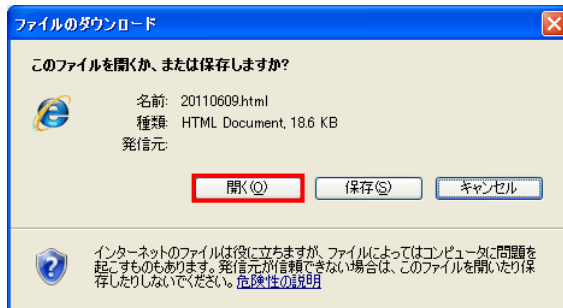 ファイルのダウンロード
このファイルを開くか、または保存しますか?
名前: 20110609.html
種類: HTML Document, 18.6 KB
発信元:
開く(O) 保存(S) キャンセル
インターネットのファイルは役に立ちますが、ファイルによってはコンピュータに問題を
起こすものもあります。発信元が信頼できない場合は、このファイルを開いたり保
存したりしないでください。危険性の説明